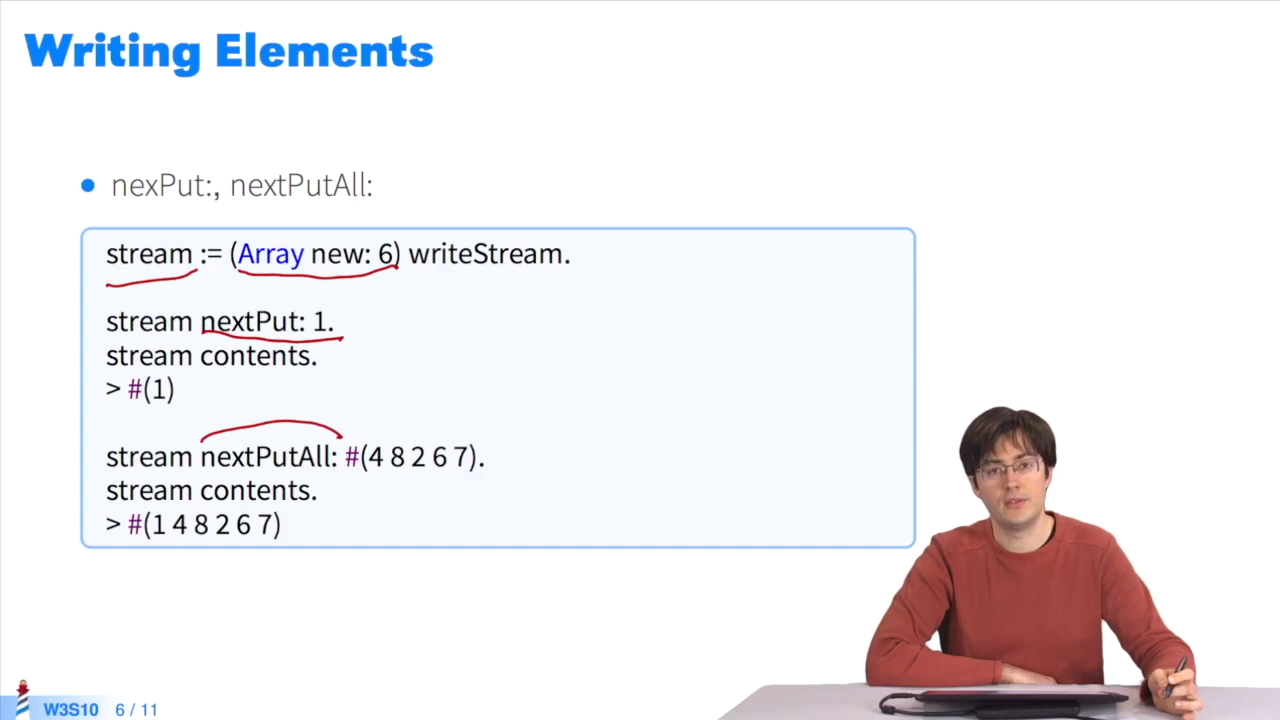 Writing Elements
nexPut:, nextPutAll:
stream := (Array new: 6) writeStream.
stream nextPut: 1.
stream contents.
> #(1)
stream nextPutAll: #(4 8 2 6 7).
stream contents.
> #(1 4 8 2 6 7)
W3S10 6 / 11